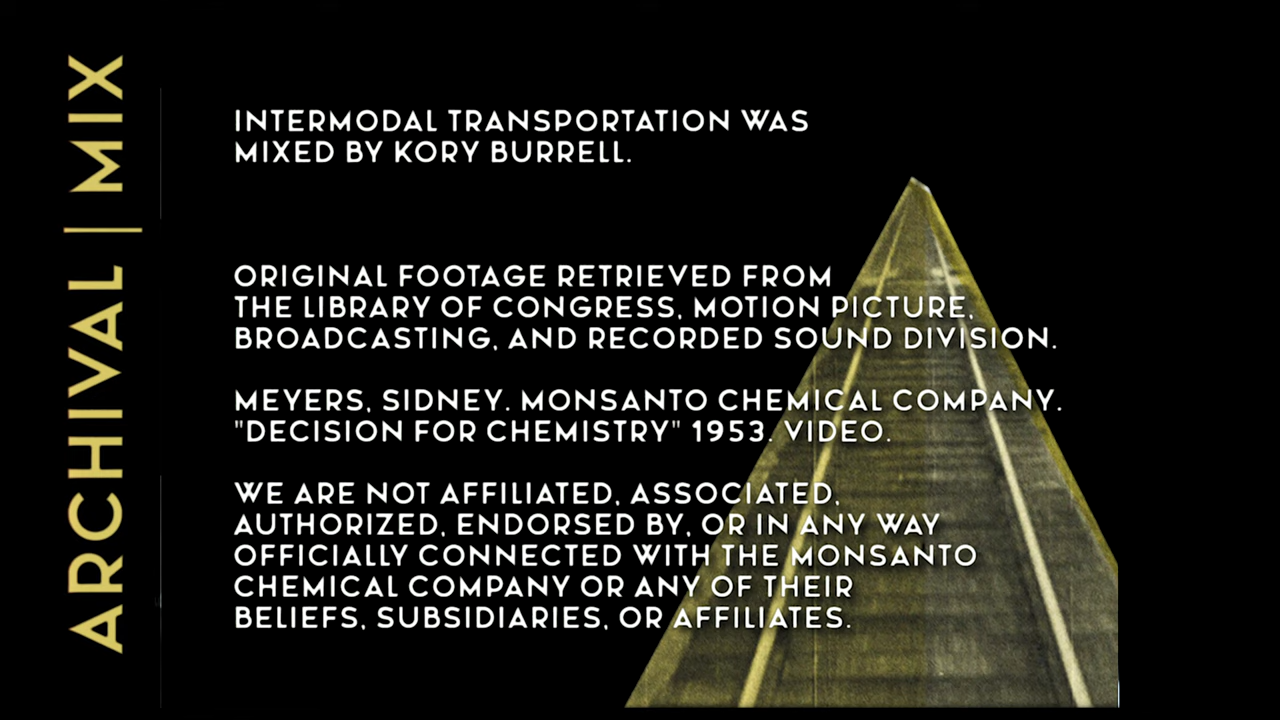 ARCHIVAL | MIX
INTERMODAL TRANSPORTATION WAS
MIXED BY KORY BURRELL.
ORIGINAL FOOTAGE RETRIEVED FROM
THE LIBRARY OF CONGRESS, MOTION PICTURE,
BROADCASTING, AND RECORDED SOUND DIVISION.
MEYERS, SIDNEY. MONSANTO CHEMICAL COMPANY.
"DECISION FOR CHEMISTRY" 1953. VIDEO.
WE ARE NOT AFFILIATED, ASSOCIATED,
AUTHORIZED, ENDORSED BY, OR IN ANY WAY
OFFICIALLY CONNECTED WITH THE MONSANTO
CHEMICAL COMPANY OR ANY OF THEIR
BELIEFS, SUBSIDIARIES, OR AFFILIATES.